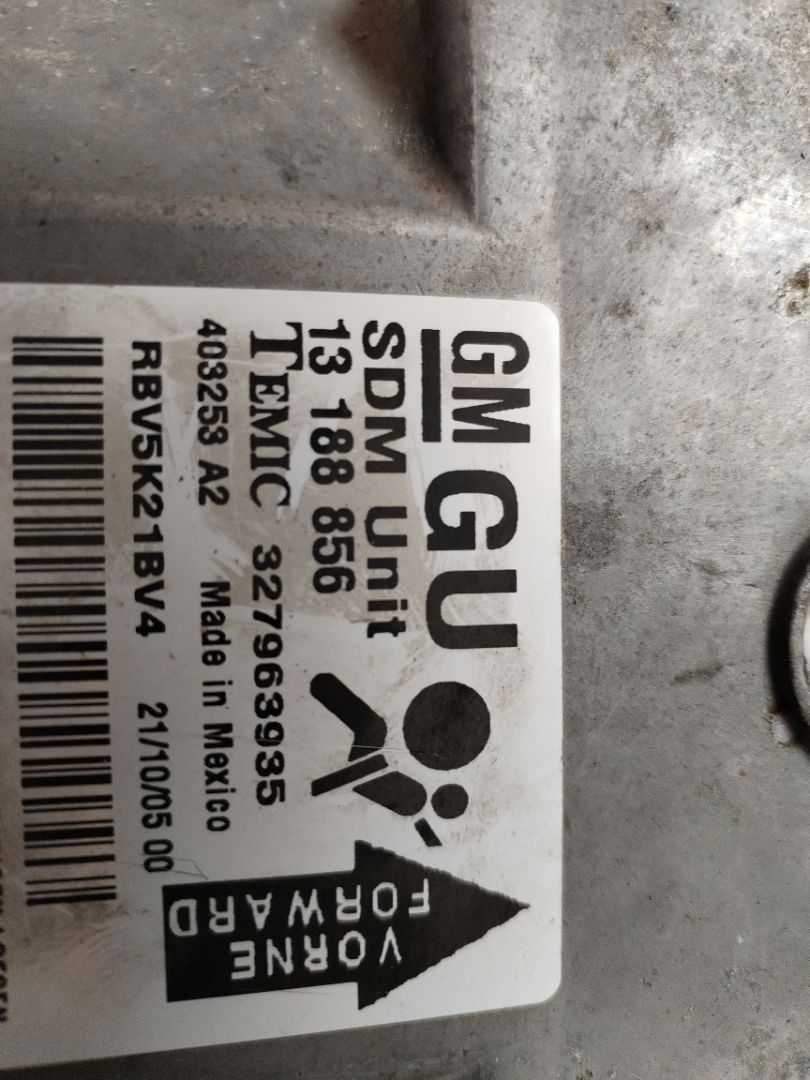 GM GU
SDM Unit
13 188 856
TEMIC 327963935
403253 A2 Made in Mexico
RBV5K21BV4 21/10/05 00
VORNE
FORWARD